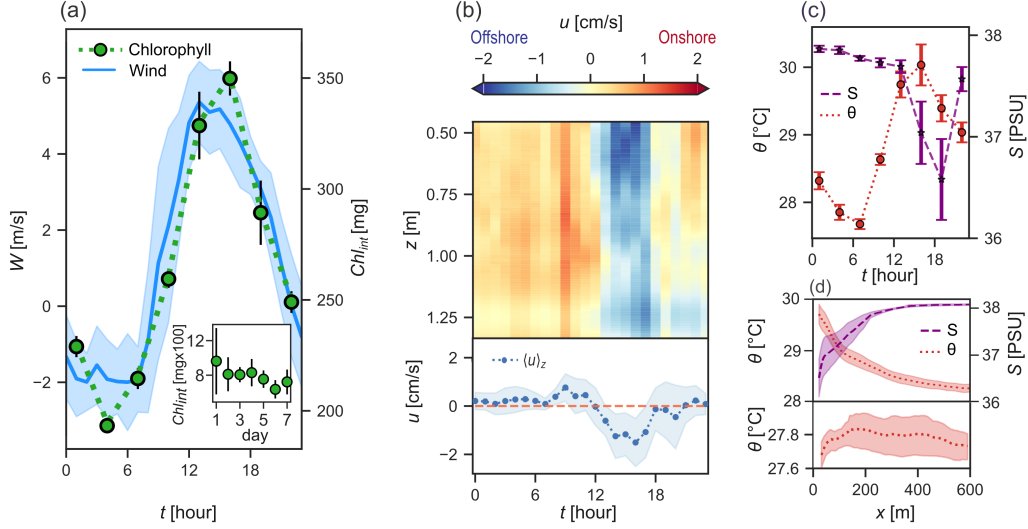 (a)
Chlorophyll
Wind
W [m/s]
6
4
2
0
−2
350
300
250
200
Chl_int [mg]
0
6
12
18
t [hour]
Chl_int [mgx100]
12
8
1
3
5
7
day
(b)
u [cm/s]
Offshore
Onshore
−2
−1
0
1
2
z [m]
0.50
0.75
1.00
1.25
⟨u⟩_z
u [cm/s]
2
0
−2
0
6
12
18
t [hour]
(c)
θ [°C]
30
29
28
S
θ
38
37
36
S [PSU]
0
6
12
18
t [hour]
(d)
θ [°C]
30
29
28
S
θ
38
37
36
S [PSU]
θ [°C]
27.8
27.6
0
200
400
600
x [m]